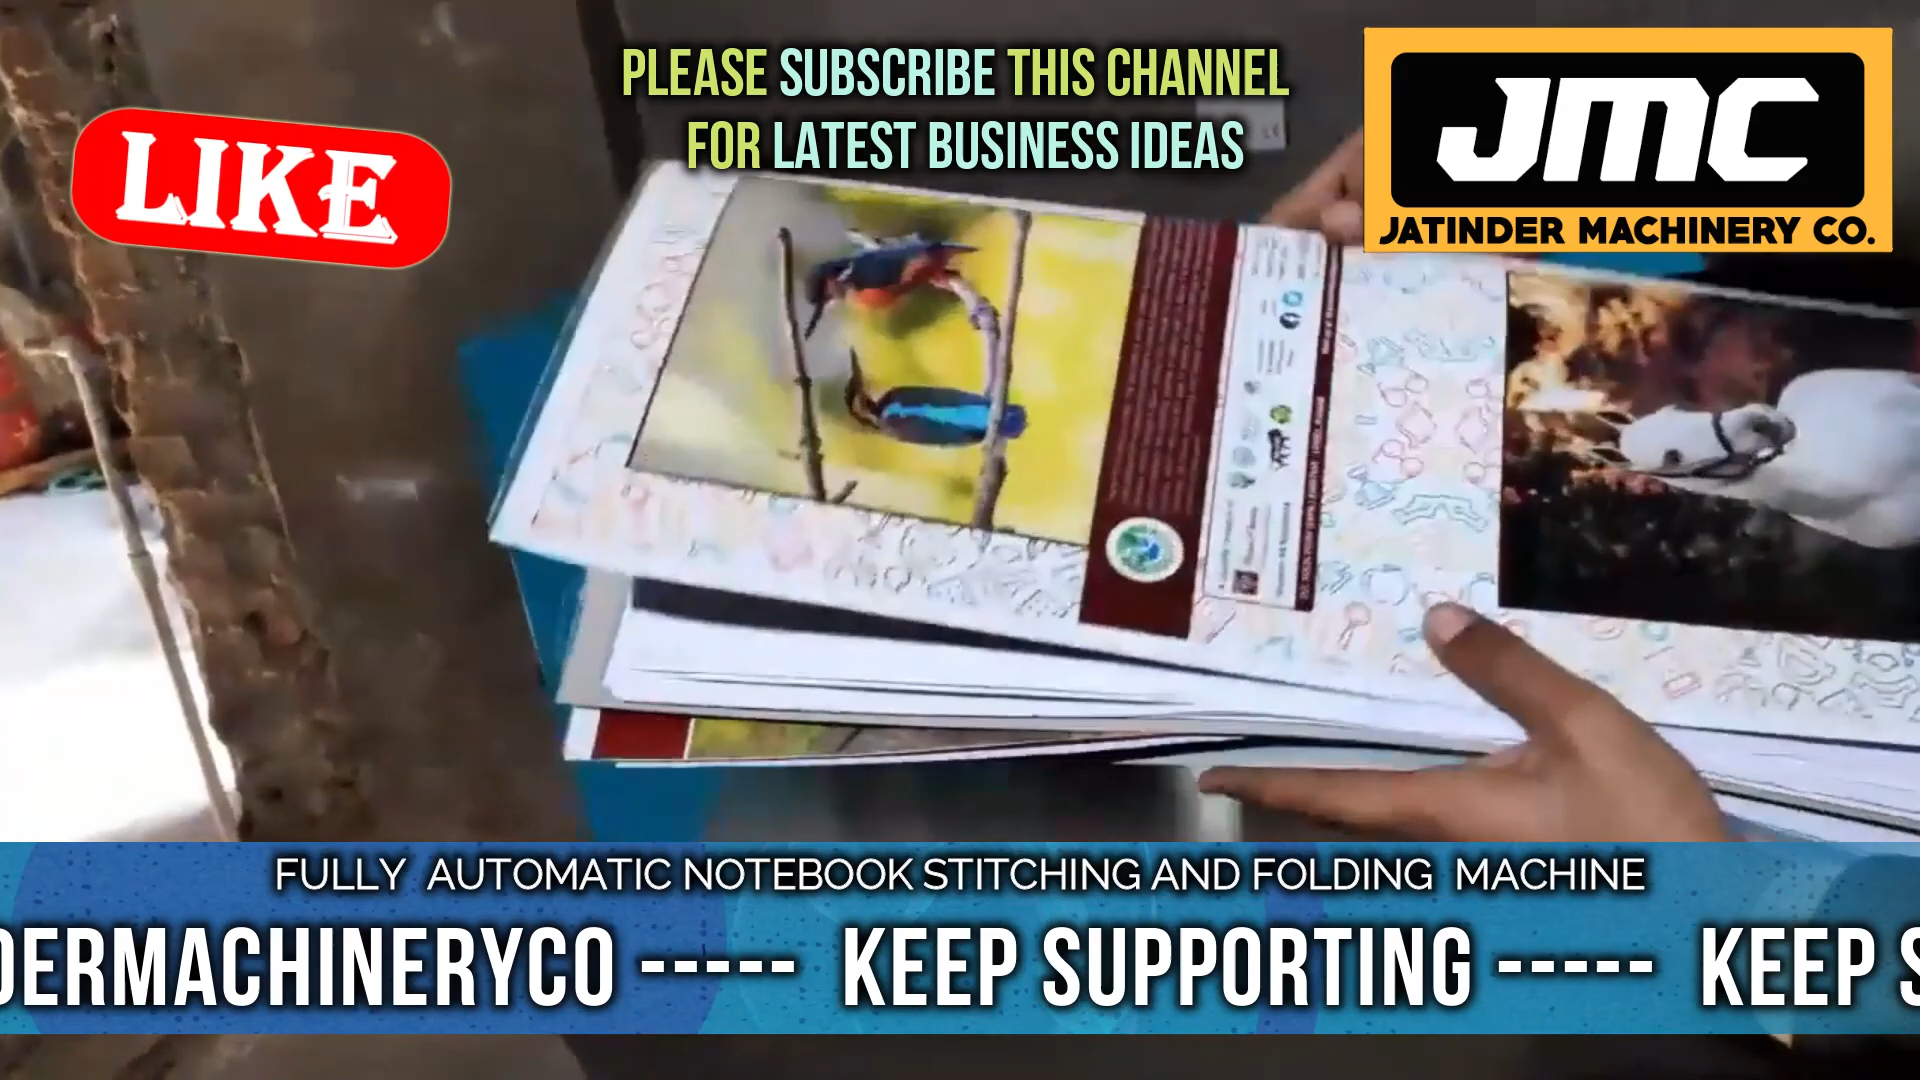 PLEASE SUBSCRIBE THIS CHANNEL
FOR LATEST BUSINESS IDEAS
LIKE
JMC
JATINDER MACHINERY CO.
FULLY AUTOMATIC NOTEBOOK STITCHING AND FOLDING MACHINE
DERMACHINERYCO ----- KEEP SUPPORTING ----- KEEP S